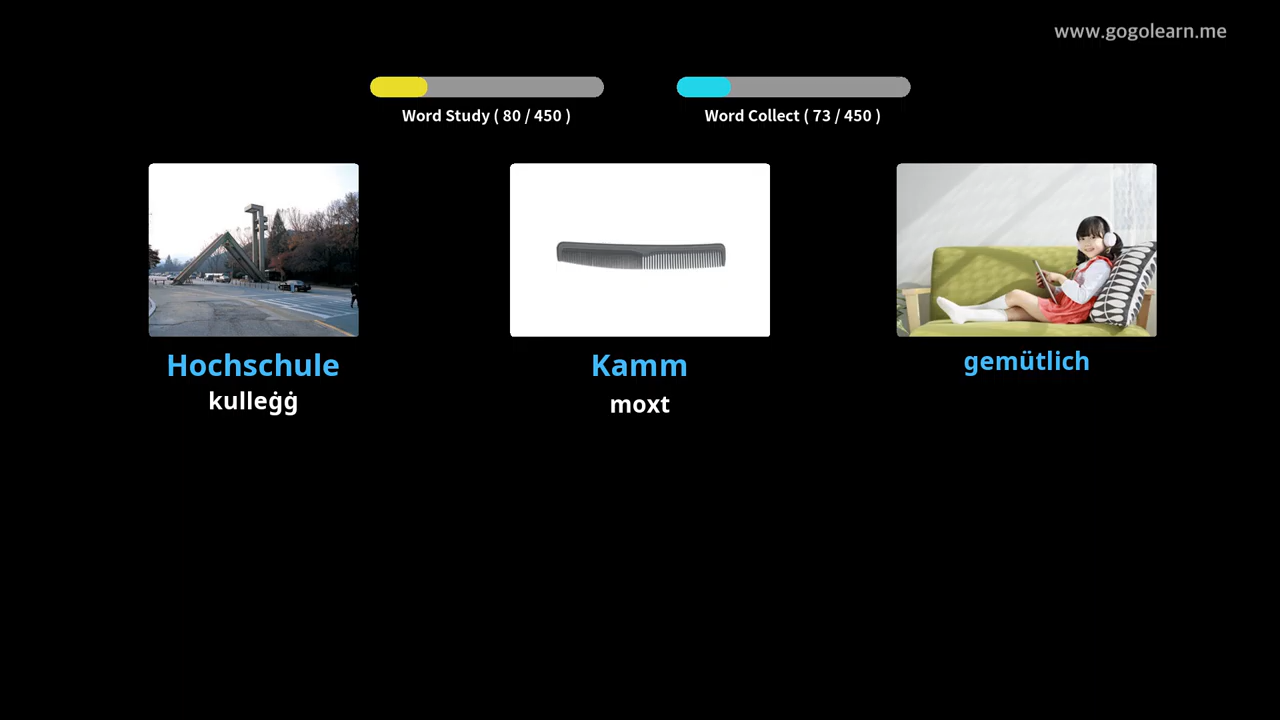 www.gogolearn.me
Word Study ( 80 / 450 )
Word Collect ( 73 / 450 )
Hochschule
kulleġġ
Kamm
moxt
gemütlich